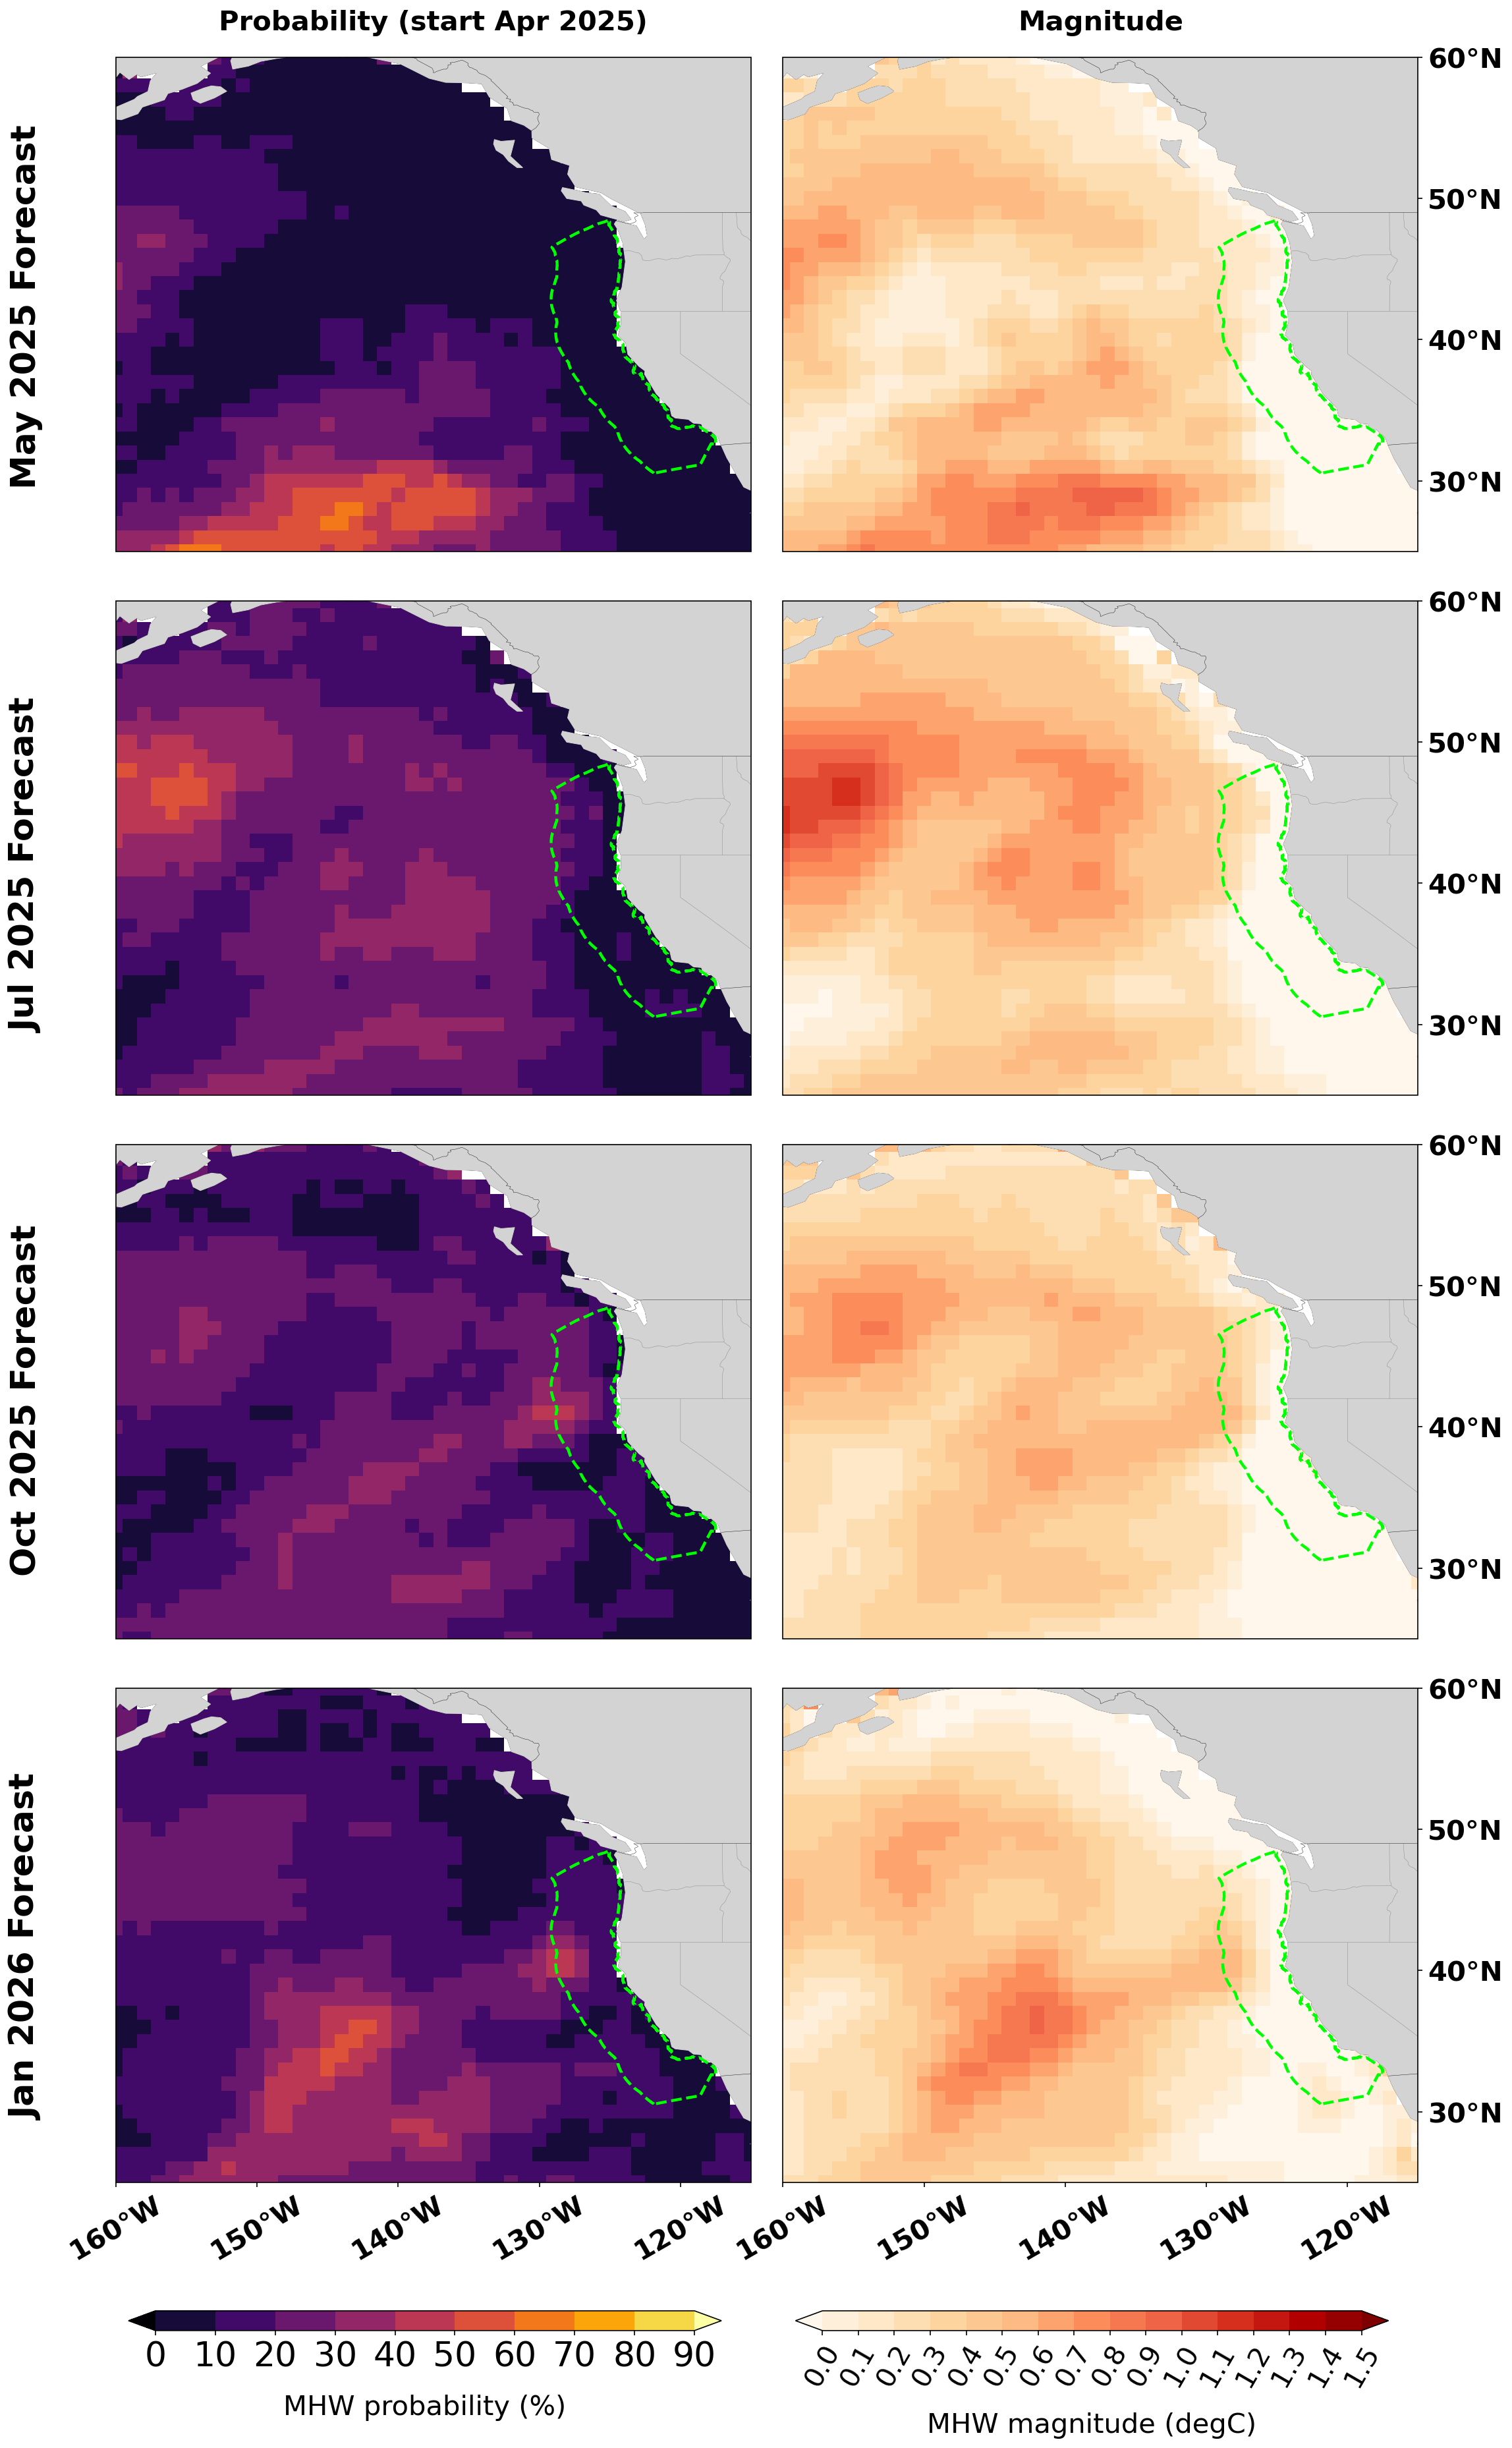 Probability (start Apr 2025)
Magnitude
May 2025 Forecast
60°N
50°N
40°N
30°N
Jul 2025 Forecast
60°N
50°N
40°N
30°N
Oct 2025 Forecast
60°N
50°N
40°N
30°N
Jan 2026 Forecast
60°N
50°N
40°N
30°N
160°W 150°W 140°W 130°W 120°W
160°W 150°W 140°W 130°W 120°W
0 10 20 30 40 50 60 70 80 90
MHW probability (%)
0.0 0.1 0.2 0.3 0.4 0.5 0.6 0.7 0.8 0.9 1.0 1.1 1.2 1.3 1.4 1.5
MHW magnitude (degC)